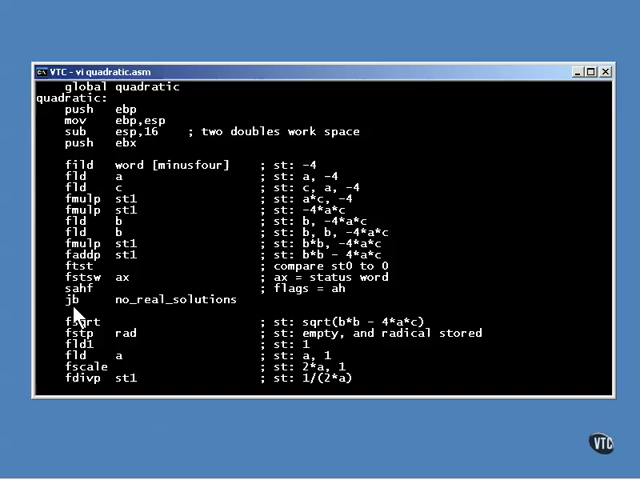 VTC - vi quadratic.asm
global quadratic
quadratic:
push ebp
mov ebp,esp
sub esp,16 ; two doubles work space
push ebx
fild word [minusfour] ; st: -4
fld a ; st: a, -4
fld c ; st: c, a, -4
fmulp st1 ; st: a*c, -4
fmulp st1 ; st: -4*a*c
fld b ; st: b, -4*a*c
fld b ; st: b, b, -4*a*c
fmulp st1 ; st: b*b, -4*a*c
faddp st1 ; st: b*b - 4*a*c
ftst ; compare st0 to 0
fstsw ax ; ax = status word
sahf ; flags = ah
jb no_real_solutions
fsqrt ; st: sqrt(b*b - 4*a*c)
fstp rad ; st: empty, and radical stored
fld1 ; st: 1
fld a ; st: a, 1
fscale ; st: 2*a, 1
fdivp st1 ; st: 1/(2*a)
VTC